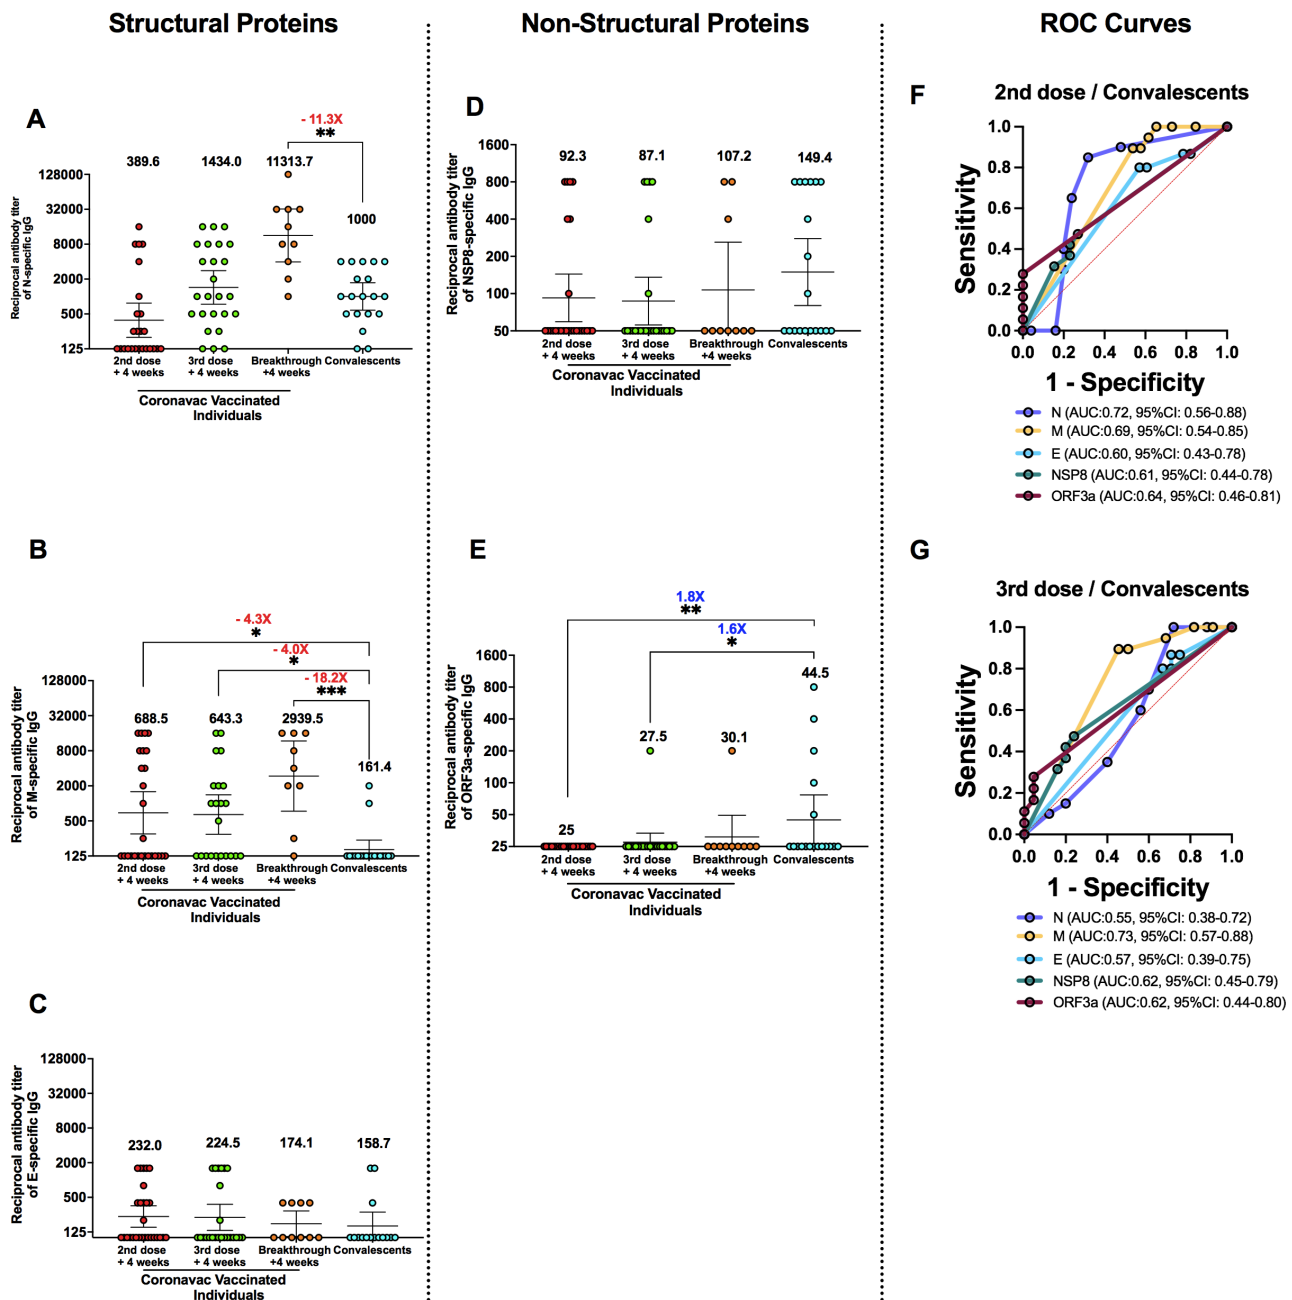 Structural Proteins
Non-Structural Proteins
ROC Curves
A
- 11.3X
**
389.6
1434.0
11313.7
1000
Reciprocal antibody titer
of N-specific IgG
128000
32000
8000
2000
500
125
2nd dose
+ 4 weeks
3rd dose
+ 4 weeks
Breakthrough
+4 weeks
Convalescents
Coronavac Vaccinated
Individuals
B
- 4.3X
*
- 4.0X
*
- 18.2X
***
688.5
643.3
2939.5
161.4
Reciprocal antibody titer
of M-specific IgG
128000
32000
8000
2000
500
125
2nd dose
+ 4 weeks
3rd dose
+ 4 weeks
Breakthrough
+4 weeks
Convalescents
Coronavac Vaccinated
Individuals
C
232.0
224.5
174.1
158.7
Reciprocal antibody titer
of E-specific IgG
128000
32000
8000
2000
500
125
2nd dose
+ 4 weeks
3rd dose
+ 4 weeks
Breakthrough
+4 weeks
Convalescents
Coronavac Vaccinated
Individuals
D
92.3
87.1
107.2
149.4
Reciprocal antibody titer
of NSP8-specific IgG
1600
800
400
200
100
50
2nd dose
+ 4 weeks
3rd dose
+ 4 weeks
Breakthrough
+4 weeks
Convalescents
Coronavac Vaccinated
Individuals
E
1.8X
**
1.6X
*
25
27.5
30.1
44.5
Reciprocal antibody titer
of ORF3a-specific IgG
1600
800
400
200
100
50
25
2nd dose
+ 4 weeks
3rd dose
+ 4 weeks
Breakthrough
+4 weeks
Convalescents
Coronavac Vaccinated
Individuals
F
2nd dose / Convalescents
Sensitivity
1.0
0.8
0.6
0.4
0.2
0.0
0.0 0.2 0.4 0.6 0.8 1.0
1 - Specificity
N (AUC:0.72, 95%CI: 0.56-0.88)
M (AUC:0.69, 95%CI: 0.54-0.85)
E (AUC:0.60, 95%CI: 0.43-0.78)
NSP8 (AUC:0.61, 95%CI: 0.44-0.78)
ORF3a (AUC:0.64, 95%CI: 0.46-0.81)
G
3rd dose / Convalescents
Sensitivity
1.0
0.8
0.6
0.4
0.2
0.0
0.0 0.2 0.4 0.6 0.8 1.0
1 - Specificity
N (AUC:0.55, 95%CI: 0.38-0.72)
M (AUC:0.73, 95%CI: 0.57-0.88)
E (AUC:0.57, 95%CI: 0.39-0.75)
NSP8 (AUC:0.62, 95%CI: 0.45-0.79)
ORF3a (AUC:0.62, 95%CI: 0.44-0.80)